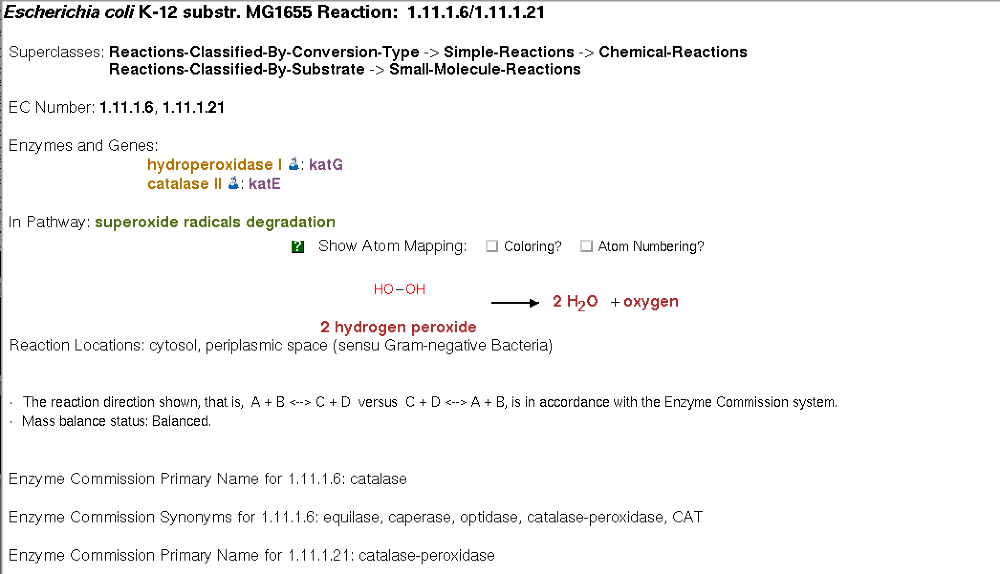 Escherichia coli K-12 substr. MG1655 Reaction: 1.11.1.6/1.11.1.21
Superclasses: Reactions-Classified-By-Conversion-Type -> Simple-Reactions -> Chemical-Reactions
Reactions-Classified-By-Substrate -> Small-Molecule-Reactions
EC Number: 1.11.1.6, 1.11.1.21
Enzymes and Genes:
hydroperoxidase I : katG
catalase II : katE
In Pathway: superoxide radicals degradation
? Show Atom Mapping: Coloring? Atom Numbering?
HO–OH
2 H₂O + oxygen
2 hydrogen peroxide
Reaction Locations: cytosol, periplasmic space (sensu Gram-negative Bacteria)
· The reaction direction shown, that is, A + B <--> C + D versus C + D <--> A + B, is in accordance with the Enzyme Commission system.
· Mass balance status: Balanced.
Enzyme Commission Primary Name for 1.11.1.6: catalase
Enzyme Commission Synonyms for 1.11.1.6: equilase, caperase, optidase, catalase-peroxidase, CAT
Enzyme Commission Primary Name for 1.11.1.21: catalase-peroxidase